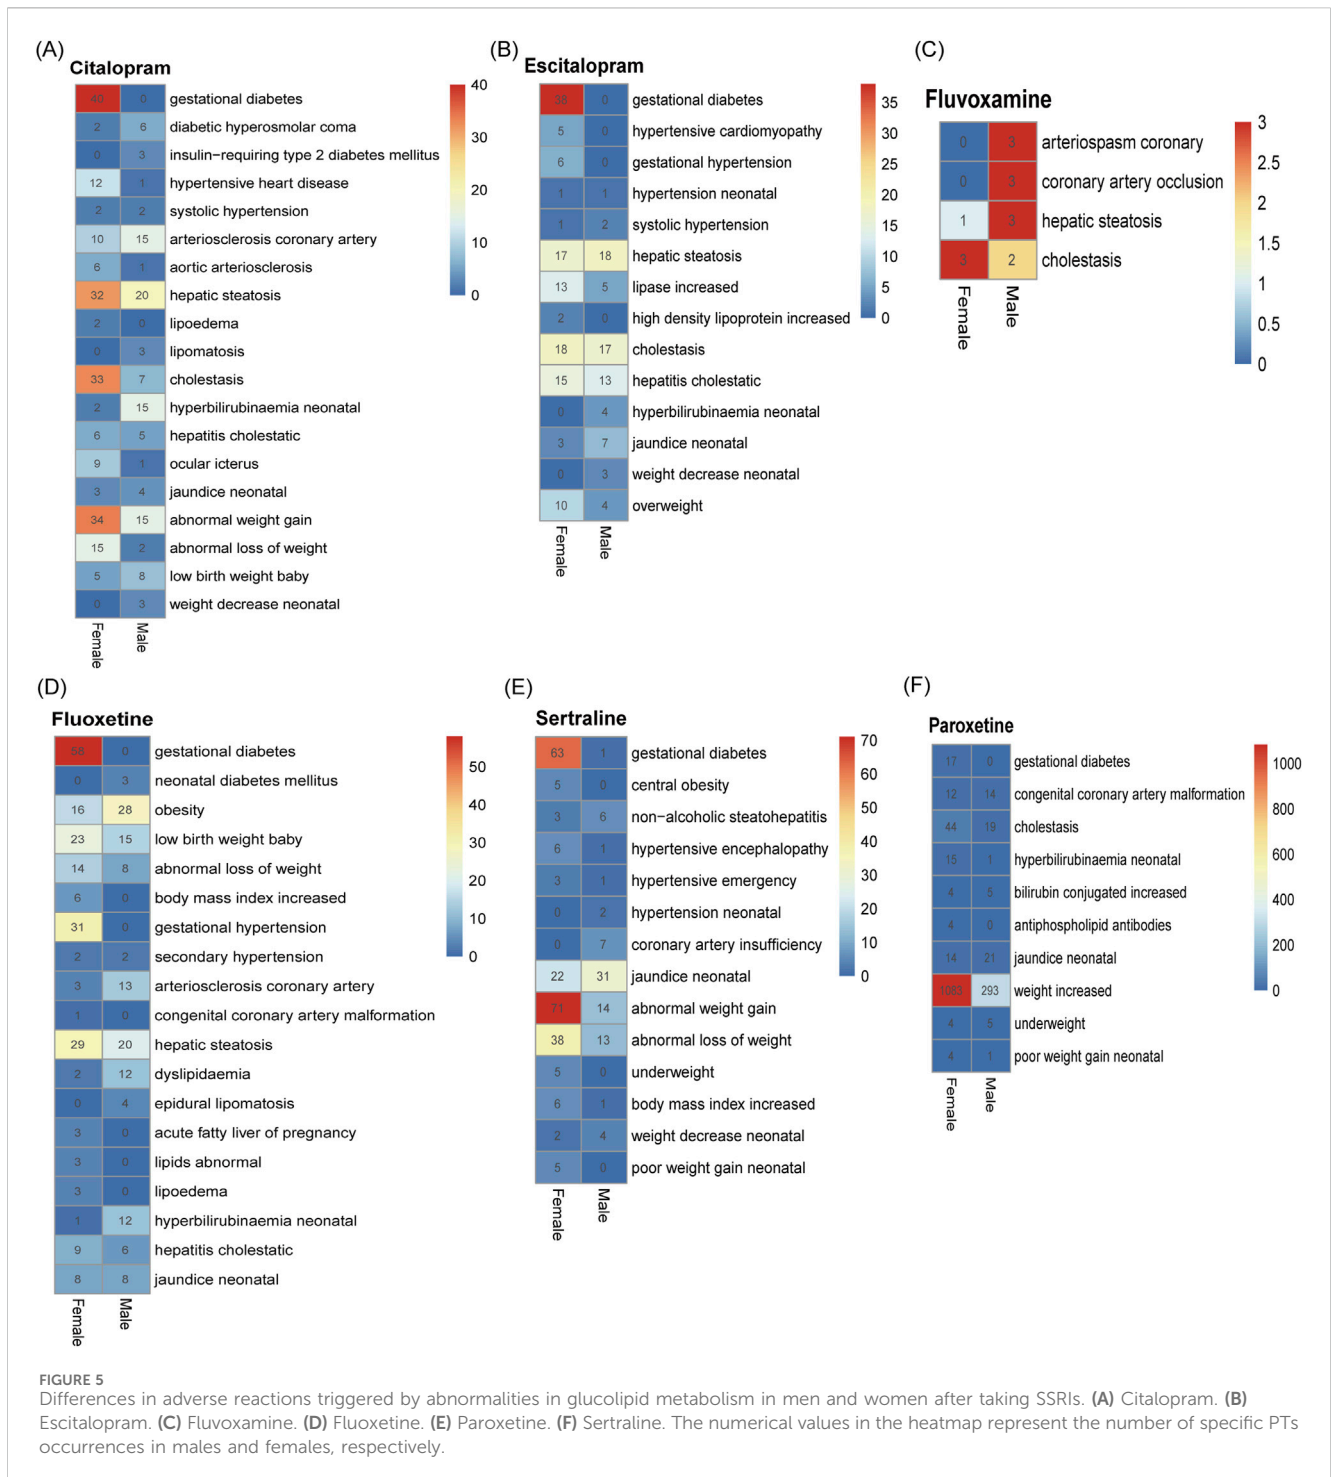 (A)
Citalopram
40 0 gestational diabetes
2 6 diabetic hyperosmolar coma
0 3 insulin−requiring type 2 diabetes mellitus
12 1 hypertensive heart disease
2 2 systolic hypertension
10 15 arteriosclerosis coronary artery
6 1 aortic arteriosclerosis
32 20 hepatic steatosis
2 0 lipoedema
0 3 lipomatosis
33 7 cholestasis
2 15 hyperbilirubinaemia neonatal
6 5 hepatitis cholestatic
9 1 ocular icterus
3 4 jaundice neonatal
34 15 abnormal weight gain
15 2 abnormal loss of weight
5 8 low birth weight baby
0 3 weight decrease neonatal
Female Male
40
30
20
10
0
(B)
Escitalopram
38 0 gestational diabetes
5 0 hypertensive cardiomyopathy
6 0 gestational hypertension
1 1 hypertension neonatal
1 2 systolic hypertension
17 18 hepatic steatosis
13 5 lipase increased
2 0 high density lipoprotein increased
18 17 cholestasis
15 13 hepatitis cholestatic
0 4 hyperbilirubinaemia neonatal
3 7 jaundice neonatal
0 3 weight decrease neonatal
10 4 overweight
Female Male
35
30
25
20
15
10
5
0
(C)
Fluvoxamine
0 3 arteriospasm coronary
0 3 coronary artery occlusion
1 3 hepatic steatosis
3 2 cholestasis
Female Male
3
2.5
2
1.5
1
0.5
0
(D)
Fluoxetine
58 0 gestational diabetes
0 3 neonatal diabetes mellitus
16 28 obesity
23 15 low birth weight baby
14 8 abnormal loss of weight
6 0 body mass index increased
31 0 gestational hypertension
2 2 secondary hypertension
3 13 arteriosclerosis coronary artery
1 0 congenital coronary artery malformation
29 20 hepatic steatosis
2 12 dyslipidaemia
0 4 epidural lipomatosis
3 0 acute fatty liver of pregnancy
3 0 lipids abnormal
3 0 lipoedema
1 12 hyperbilirubinaemia neonatal
9 6 hepatitis cholestatic
8 8 jaundice neonatal
Female Male
50
40
30
20
10
0
(E)
Sertraline
63 1 gestational diabetes
5 0 central obesity
3 6 non−alcoholic steatohepatitis
6 1 hypertensive encephalopathy
3 1 hypertensive emergency
0 2 hypertension neonatal
0 7 coronary artery insufficiency
22 31 jaundice neonatal
71 14 abnormal weight gain
38 13 abnormal loss of weight
5 0 underweight
6 1 body mass index increased
2 4 weight decrease neonatal
5 0 poor weight gain neonatal
Female Male
70
60
50
40
30
20
10
0
(F)
Paroxetine
17 0 gestational diabetes
12 14 congenital coronary artery malformation
44 19 cholestasis
15 1 hyperbilirubinaemia neonatal
4 5 bilirubin conjugated increased
4 0 antiphospholipid antibodies
14 21 jaundice neonatal
1083 293 weight increased
4 5 underweight
4 1 poor weight gain neonatal
Female Male
1000
800
600
400
200
0
FIGURE 5
Differences in adverse reactions triggered by abnormalities in glucolipid metabolism in men and women after taking SSRIs. (A) Citalopram. (B)
Escitalopram. (C) Fluvoxamine. (D) Fluoxetine. (E) Paroxetine. (F) Sertraline. The numerical values in the heatmap represent the number of specific PTs
occurrences in males and females, respectively.